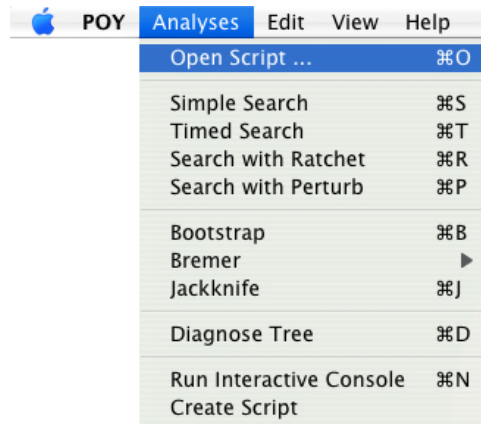 POY Analyses Edit View Help
Open Script ... ⌘O
Simple Search ⌘S
Timed Search ⌘T
Search with Ratchet ⌘R
Search with Perturb ⌘P
Bootstrap ⌘B
Bremer
Jackknife ⌘J
Diagnose Tree ⌘D
Run Interactive Console ⌘N
Create Script